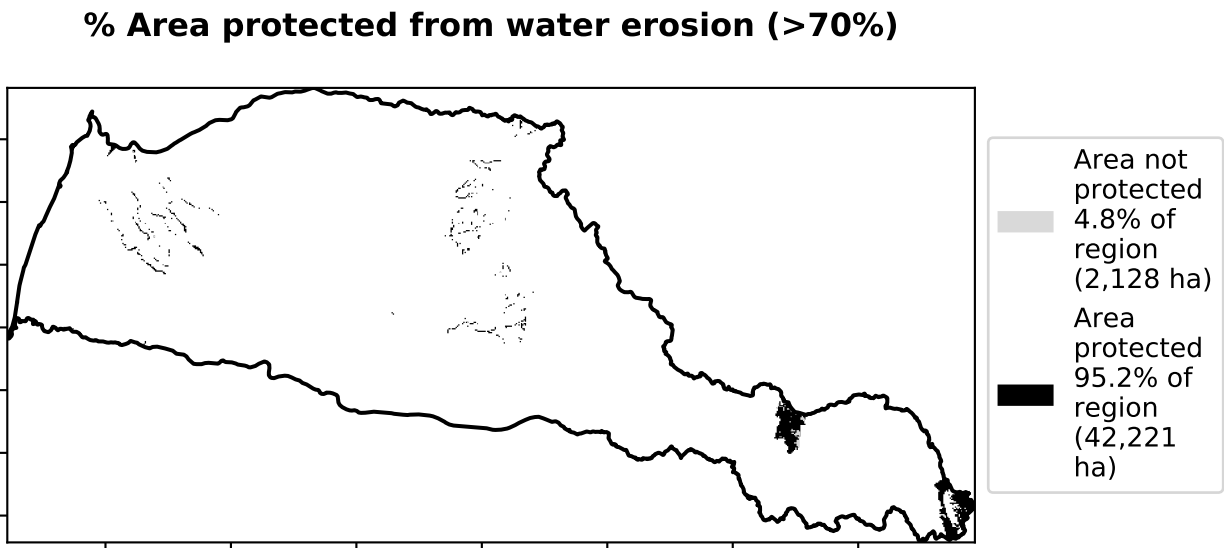 % Area protected from water erosion (>70%)
Area not
protected
4.8% of
region
(2,128 ha)
Area
protected
95.2% of
region
(42,221
ha)